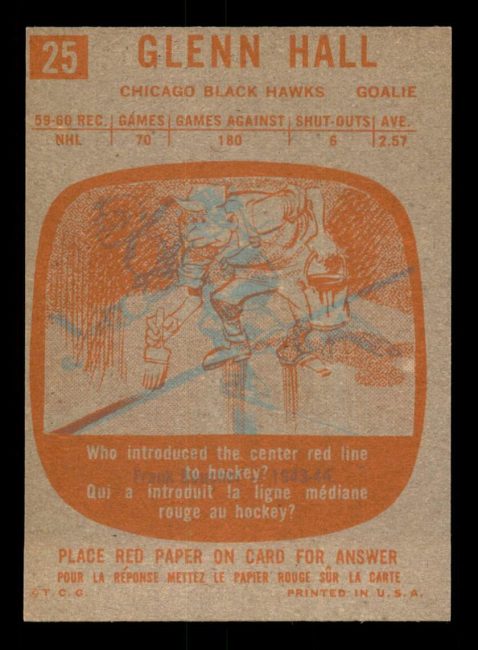 25
GLENN HALL
CHICAGO BLACK HAWKS GOALIE
59-60 REC. GAMES GAMES AGAINST SHUT-OUTS AVE.
NHL 70 180 6 2.57
Who introduced the center red line
to hockey?
Qui a introduit la ligne médiane
rouge au hockey?
PLACE RED PAPER ON CARD FOR ANSWER
POUR LA RÉPONSE METTEZ LE PAPIER ROUGE SÛR LA CARTE
©T.C.G. PRINTED IN U.S.A.